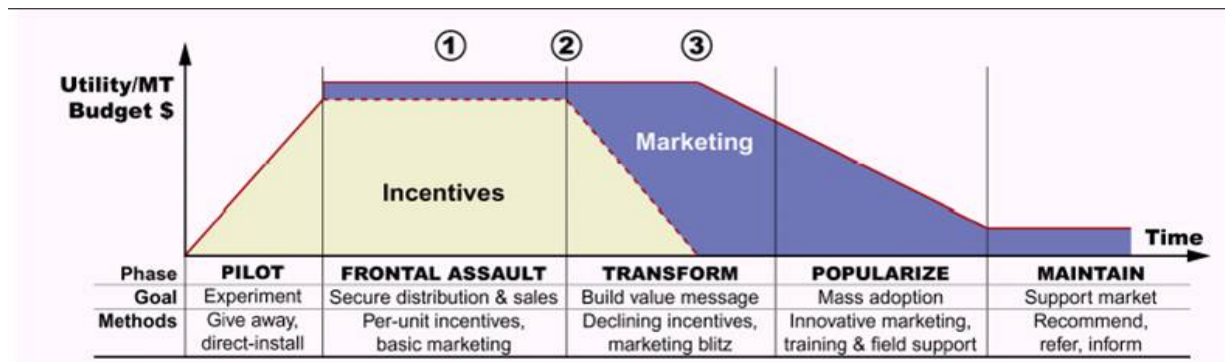 ① ② ③
Utility/MT
Budget $
Marketing
Incentives
Time
Phase PILOT FRONTAL ASSAULT TRANSFORM POPULARIZE MAINTAIN
Goal Experiment Secure distribution & sales Build value message Mass adoption Support market
Methods Give away, Per-unit incentives, Declining incentives, Innovative marketing, Recommend,
direct-install basic marketing marketing blitz training & field support refer, inform